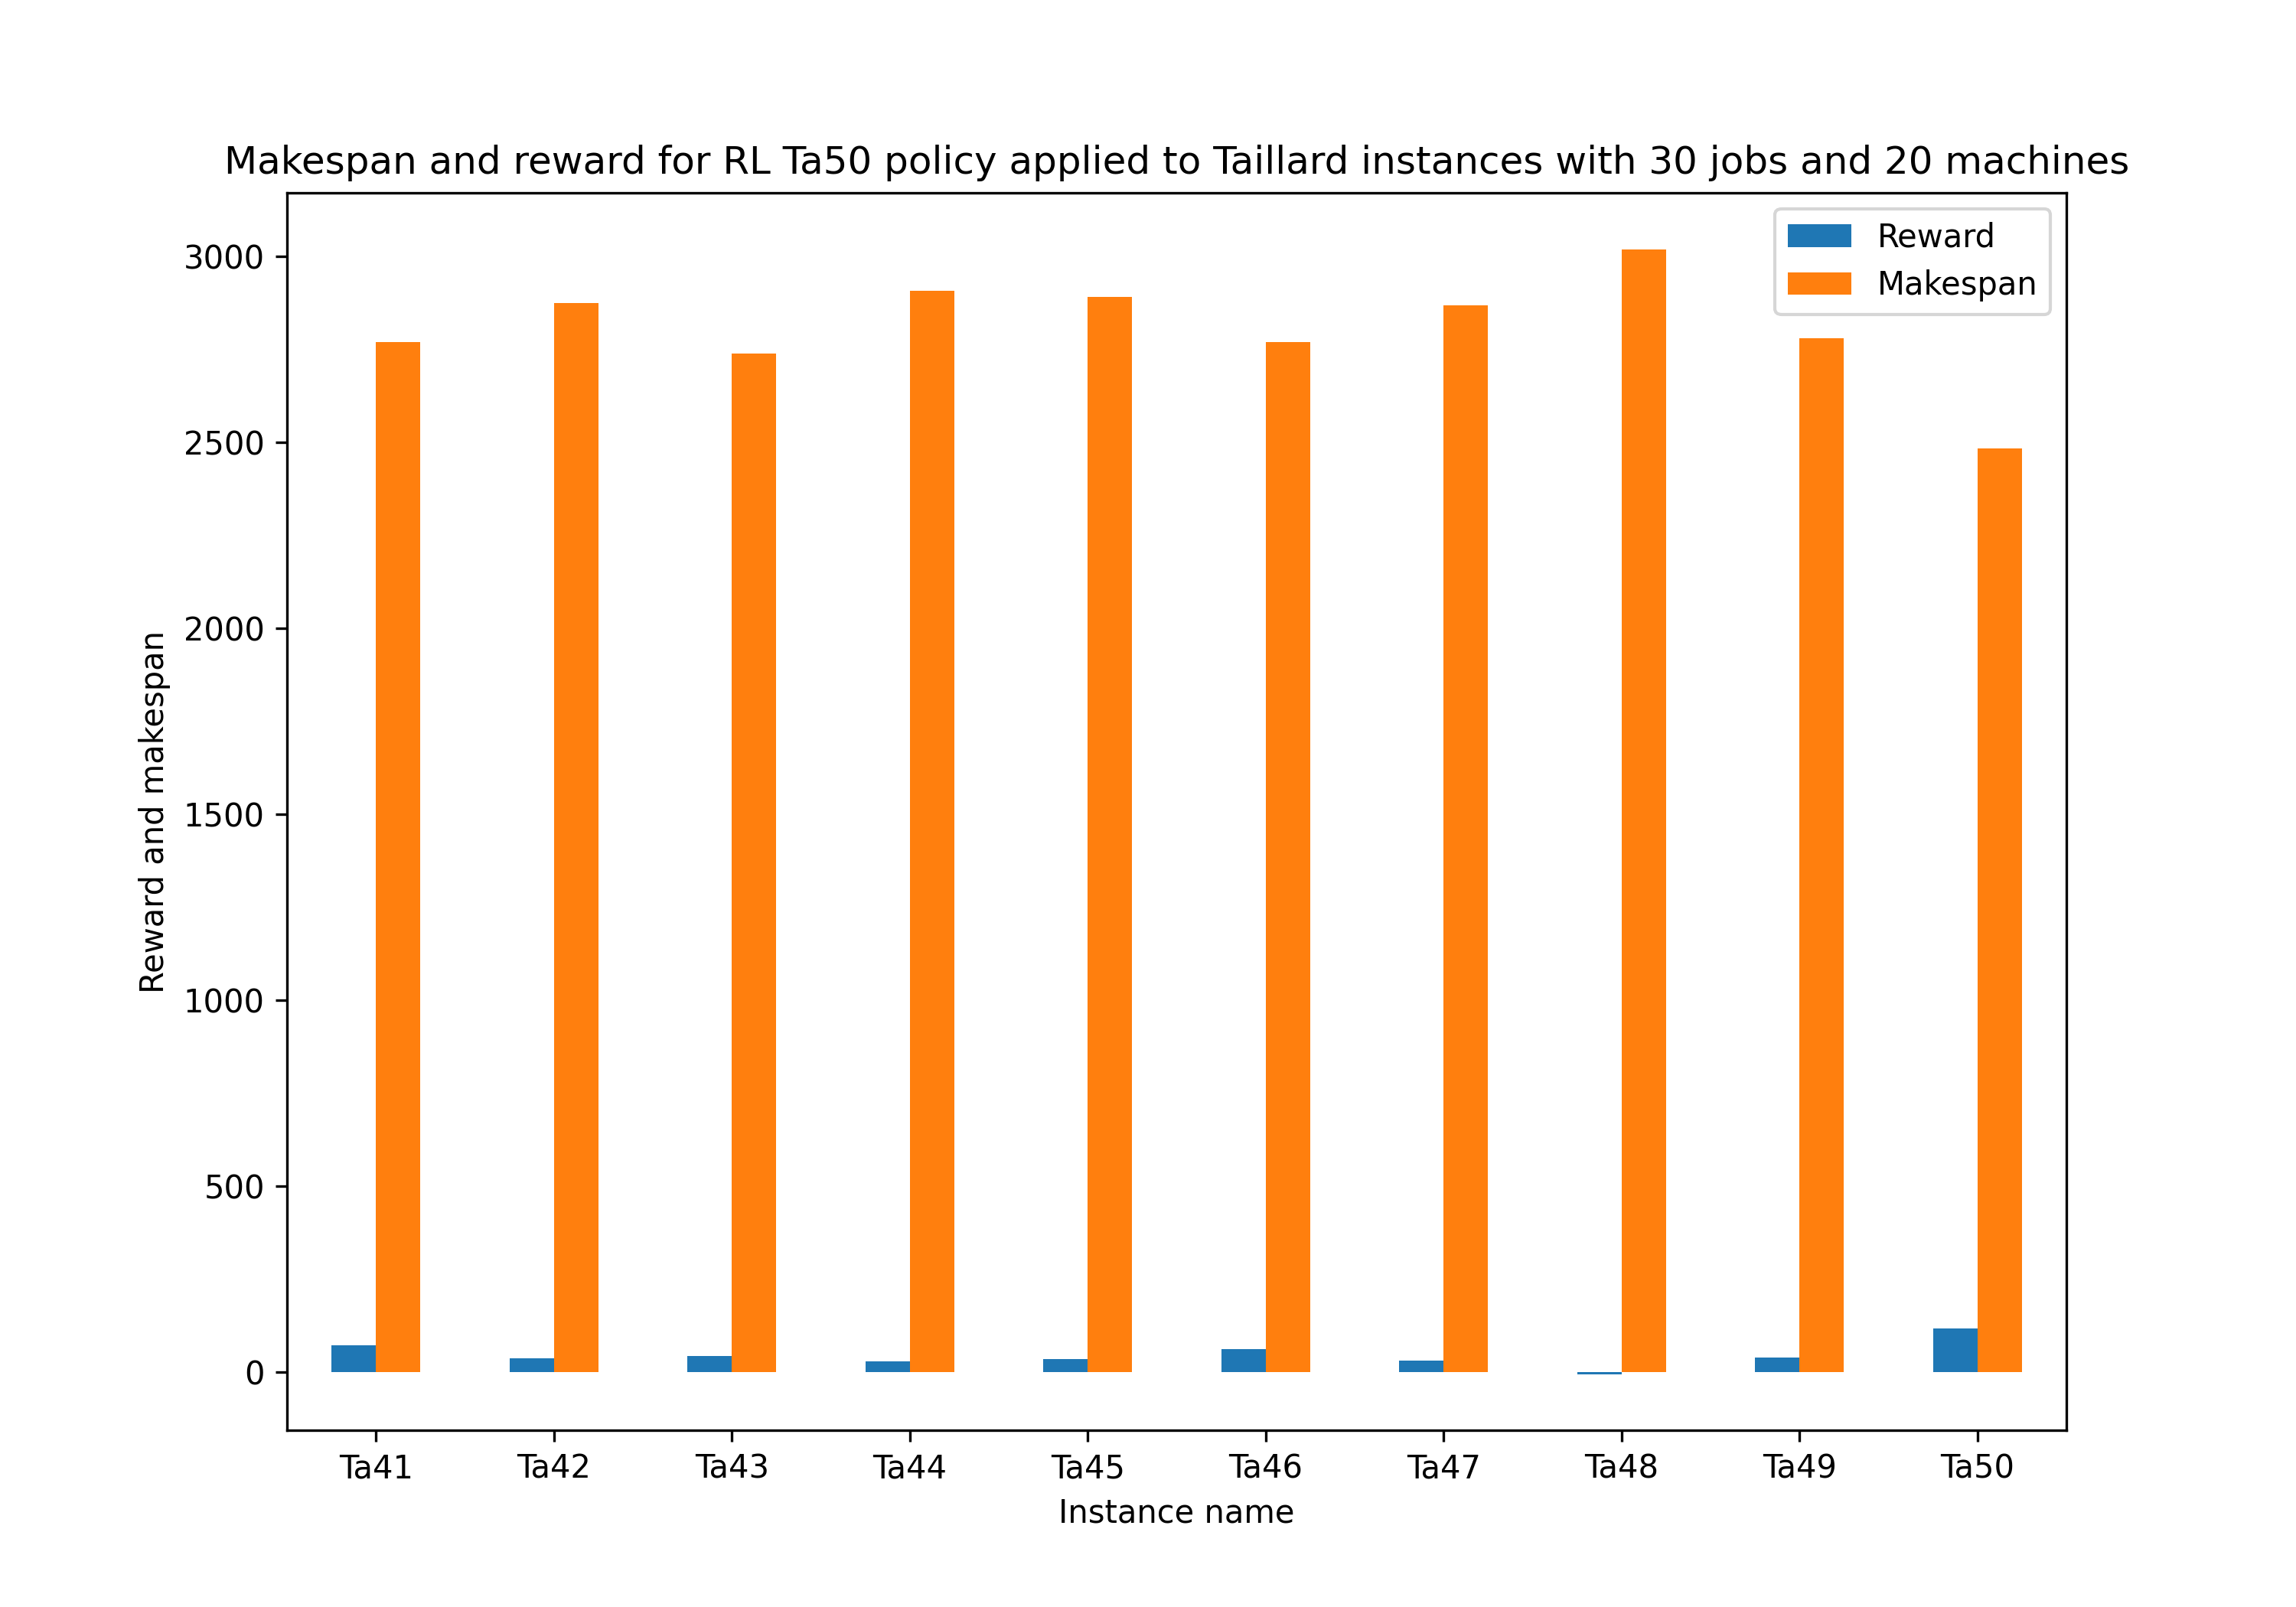 Makespan and reward for RL Ta50 policy applied to Taillard instances with 30 jobs and 20 machines
Reward
Makespan
3000
2500
2000
1500
1000
500
0
Reward and makespan
Ta41 Ta42 Ta43 Ta44 Ta45 Ta46 Ta47 Ta48 Ta49 Ta50
Instance name